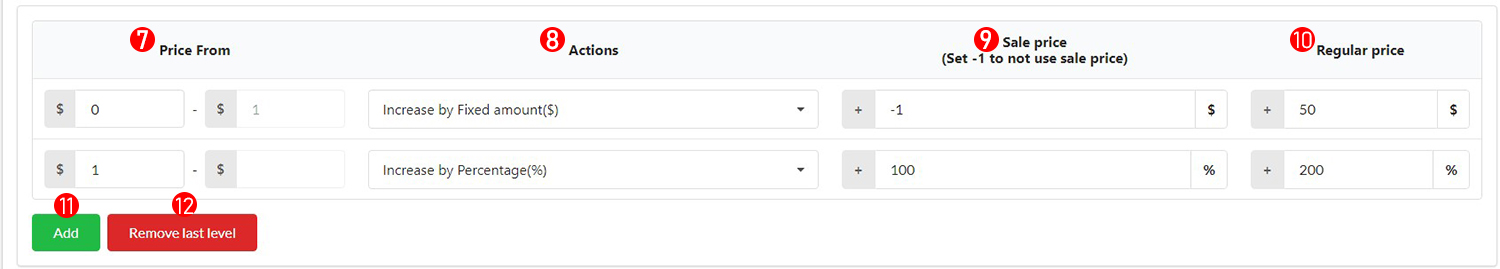 7 Price From 8 Actions 9 Sale price 10 Regular price
(Set -1 to not use sale price)
$ 0 - $ 1 Increase by Fixed amount($) + -1 $ + 50 $
$ 1 - $ Increase by Percentage(%) + 100 % + 200 %
11 12
Add Remove last level